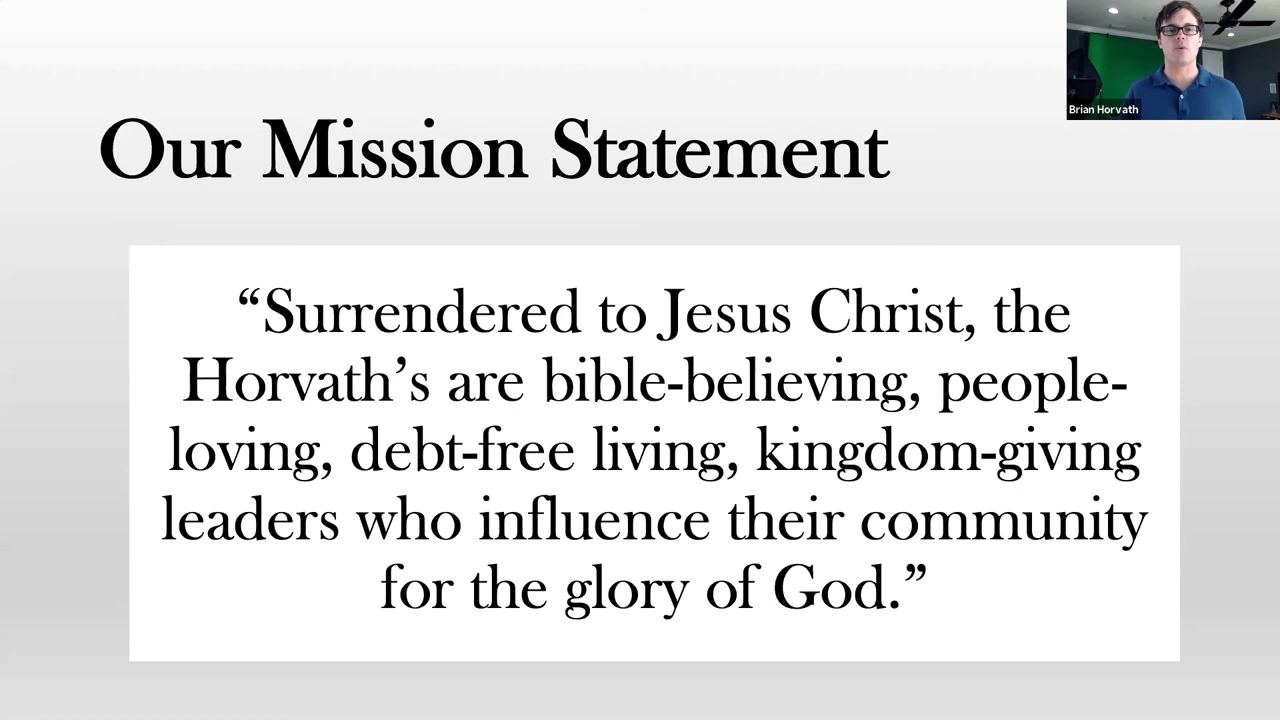 Brian Horvath
Our Mission Statement
“Surrendered to Jesus Christ, the
Horvath’s are bible-believing, people-
loving, debt-free living, kingdom-giving
leaders who influence their community
for the glory of God.”